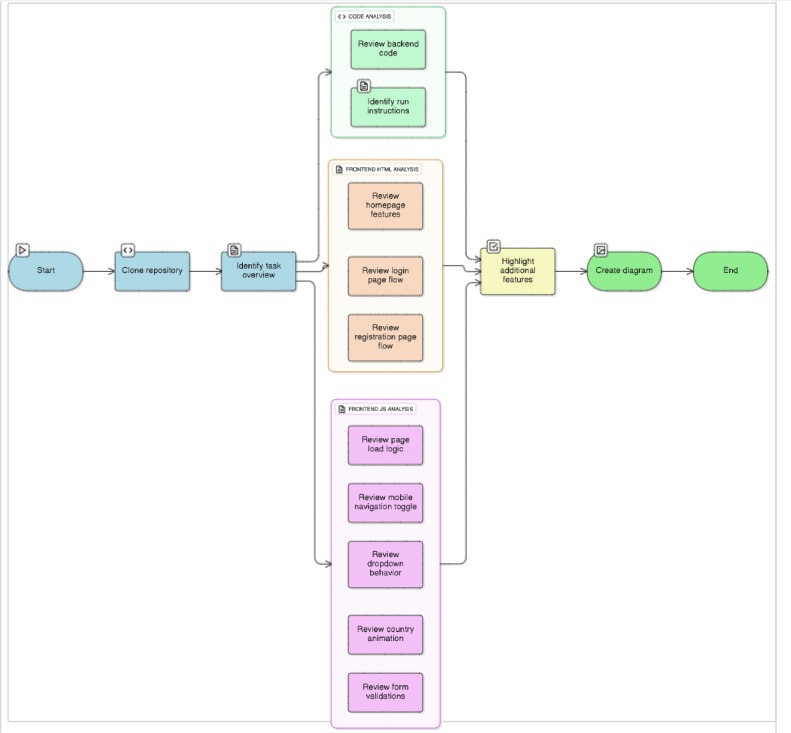 CODE ANALYSIS
Review backend
code
Identify run
instructions
FRONTEND HTML ANALYSIS
Review
homepage
features
Review login
page flow
Review
registration page
flow
Start
Clone repository
Identify task
overview
Highlight
additional
features
Create diagram
End
FRONTEND JS ANALYSIS
Review page
load logic
Review mobile
navigation toggle
Review
dropdown
behavior
Review country
animation
Review form
validations